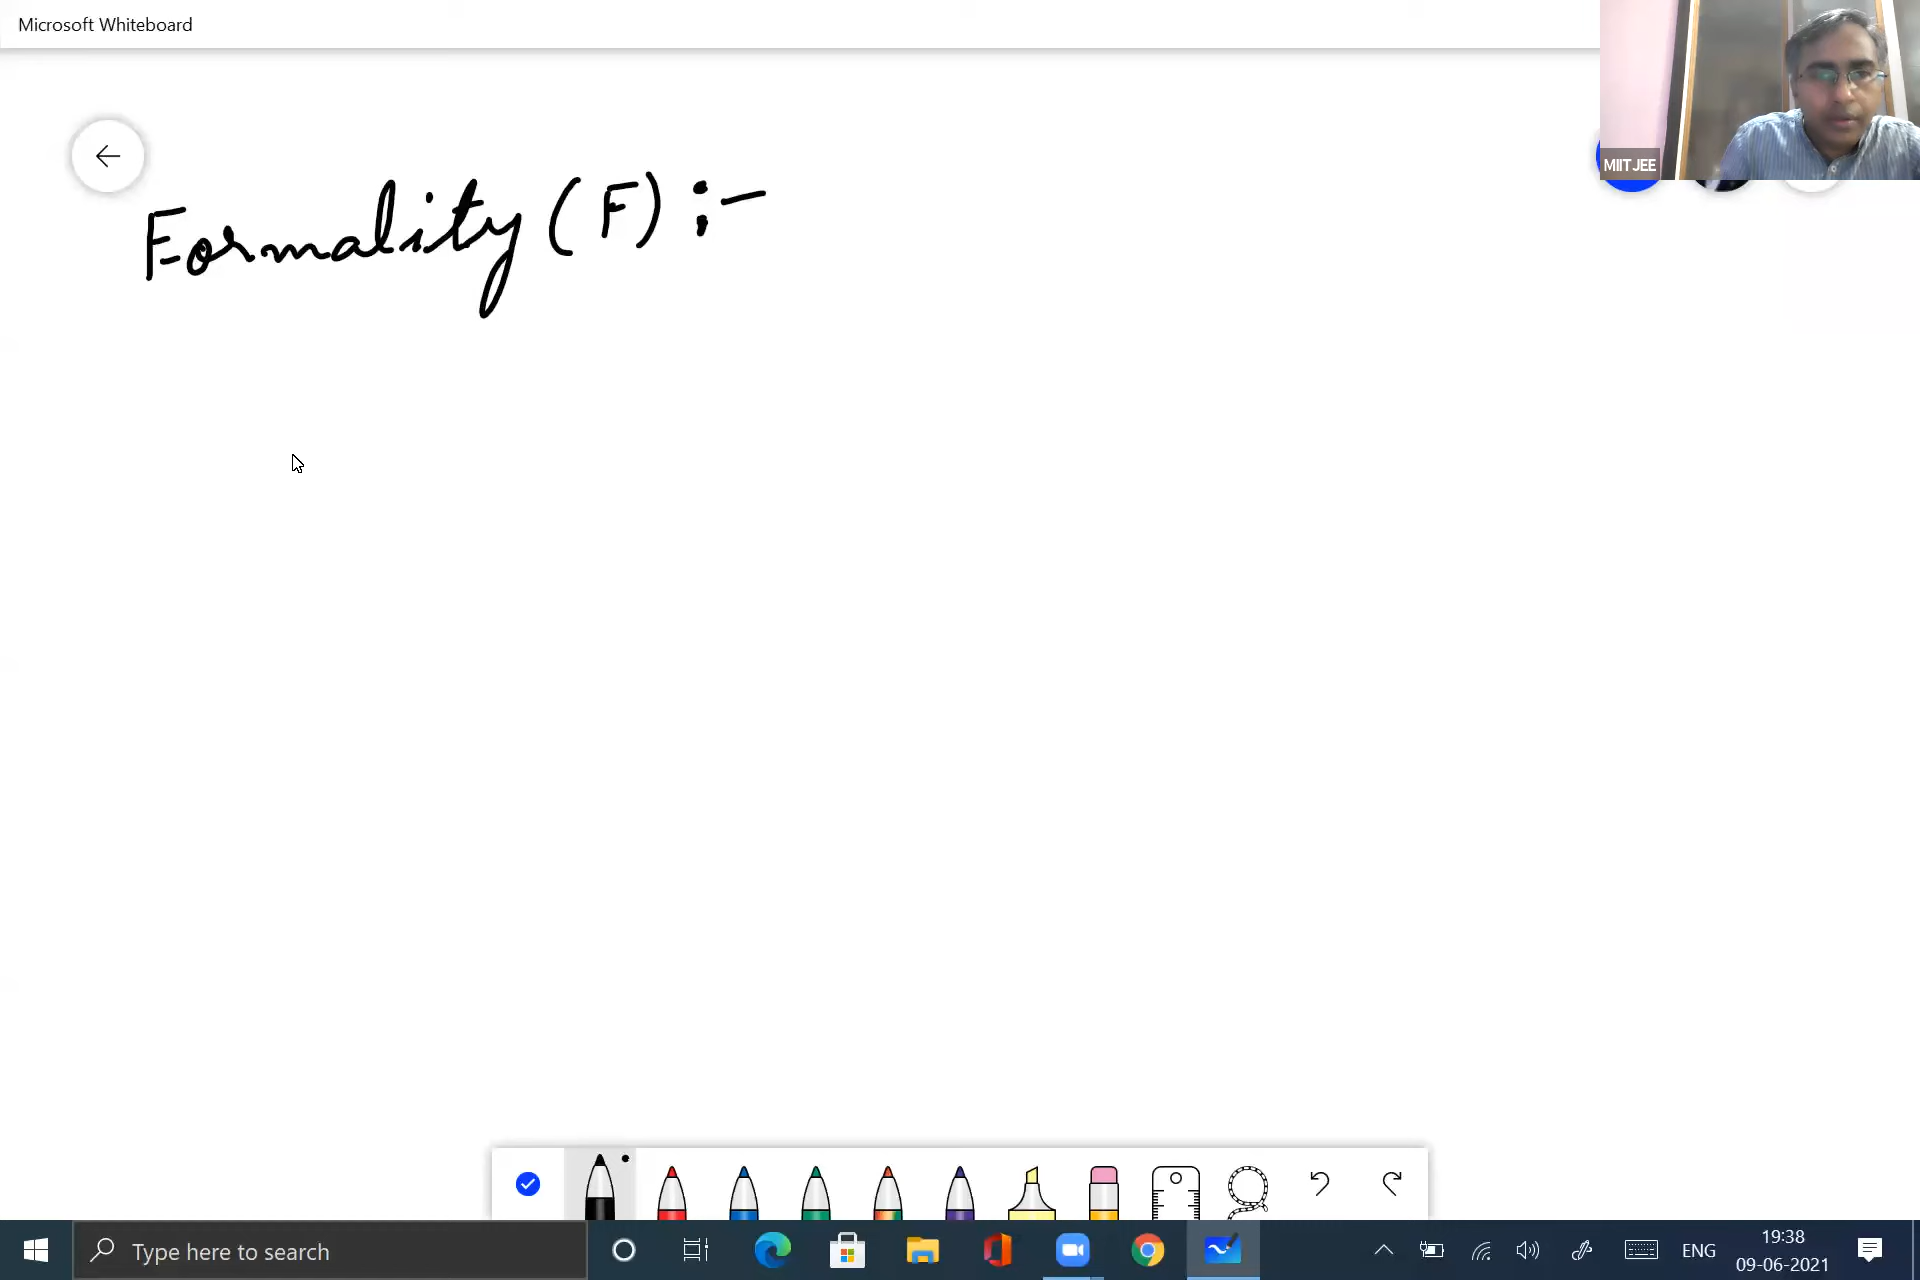 Microsoft Whiteboard
MIIT JEE
Formality (F) :-
Type here to search
ENG
19:38
09-06-2021